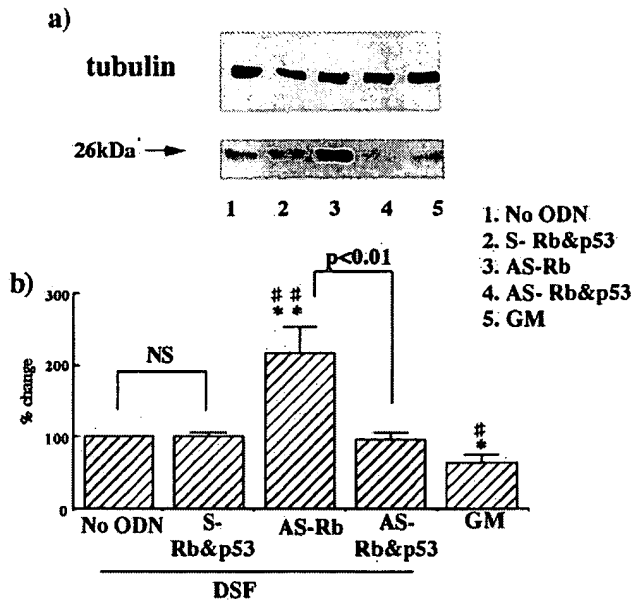 a)
tubulin
26kDa
1 2 3 4 5
1. No ODN
2. S- Rb&p53
3. AS-Rb
4. AS- Rb&p53
5. GM
b)
p<0.01
300
200
100
0
% change
NS
# #
* *
#
*
No ODN
S-
Rb&p53
AS-Rb
AS-
Rb&p53
GM
DSF